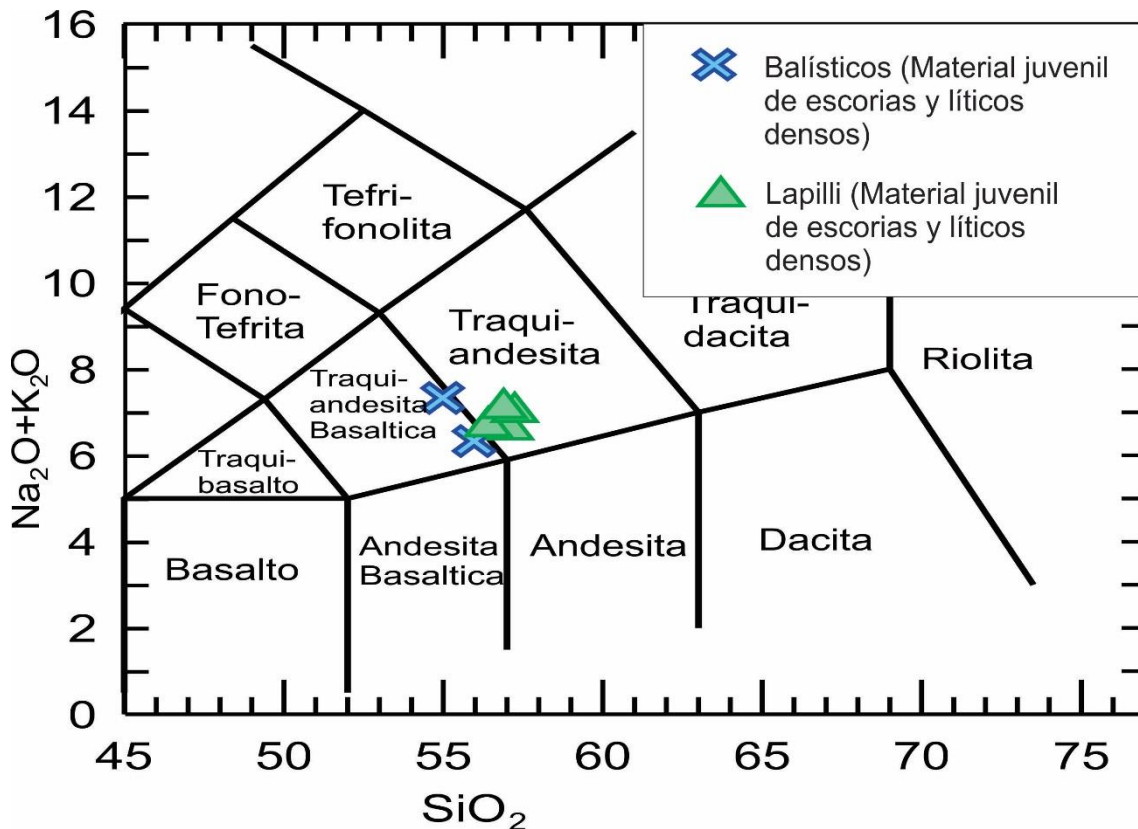 16
14
12
10
8
6
4
2
0
Na₂O+K₂O
Balísticos (Material juvenil
de escorias y líticos
densos)
Lapilli (Material juvenil
de escorias y líticos
densos)
Tefri-
fonolita
Fono-
Tefrita
Traqui-
andesita
Traqui-
dacita
Riolita
Traqui-
andesita
Basaltica
Traqui-
basalto
Basalto
Andesita
Basaltica
Andesita
Dacita
45
50
55
60
65
70
75
SiO₂